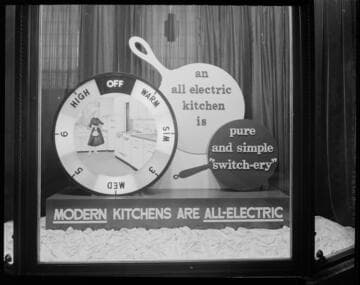 OFF
WARM
SIM
3
MED
5
6
HIGH
an
all electric
kitchen
is
pure
and simple
"switch-ery"
MODERN KITCHENS ARE ALL-ELECTRIC